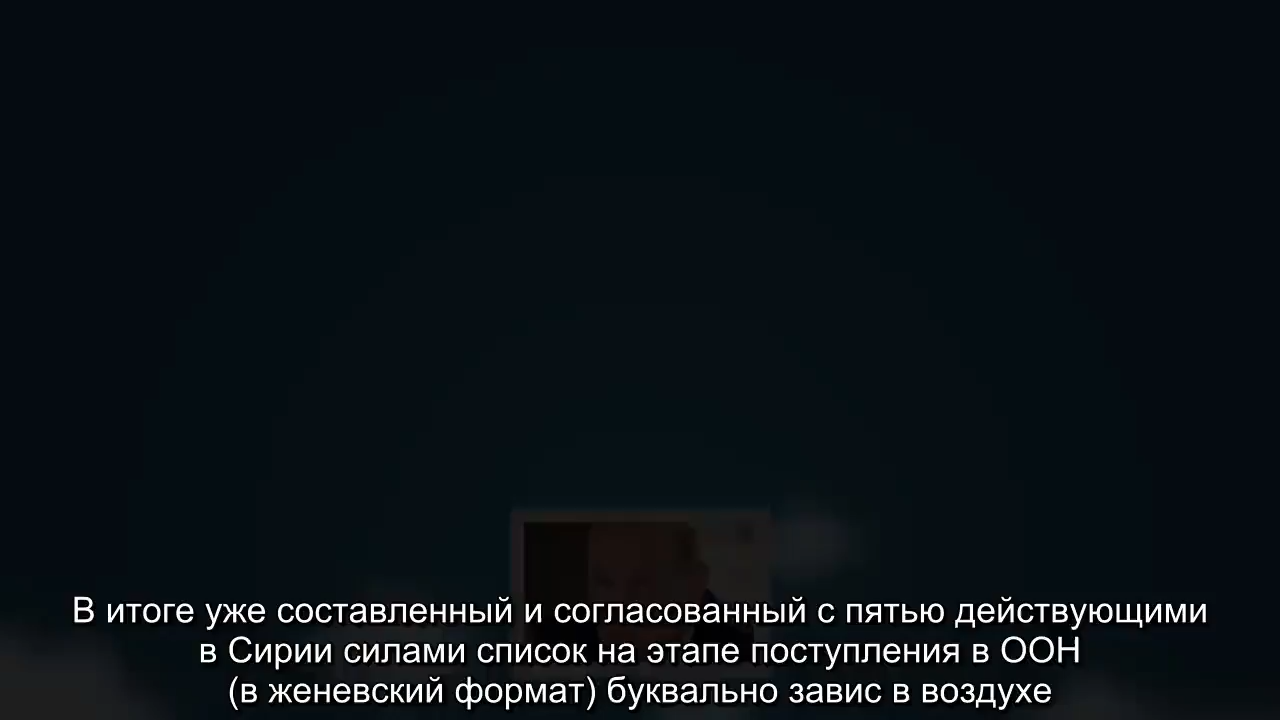 В итоге уже составленный и согласованный с пятью действующими
в Сирии силами список на этапе поступления в ООН
(в женевский формат) буквально завис в воздухе